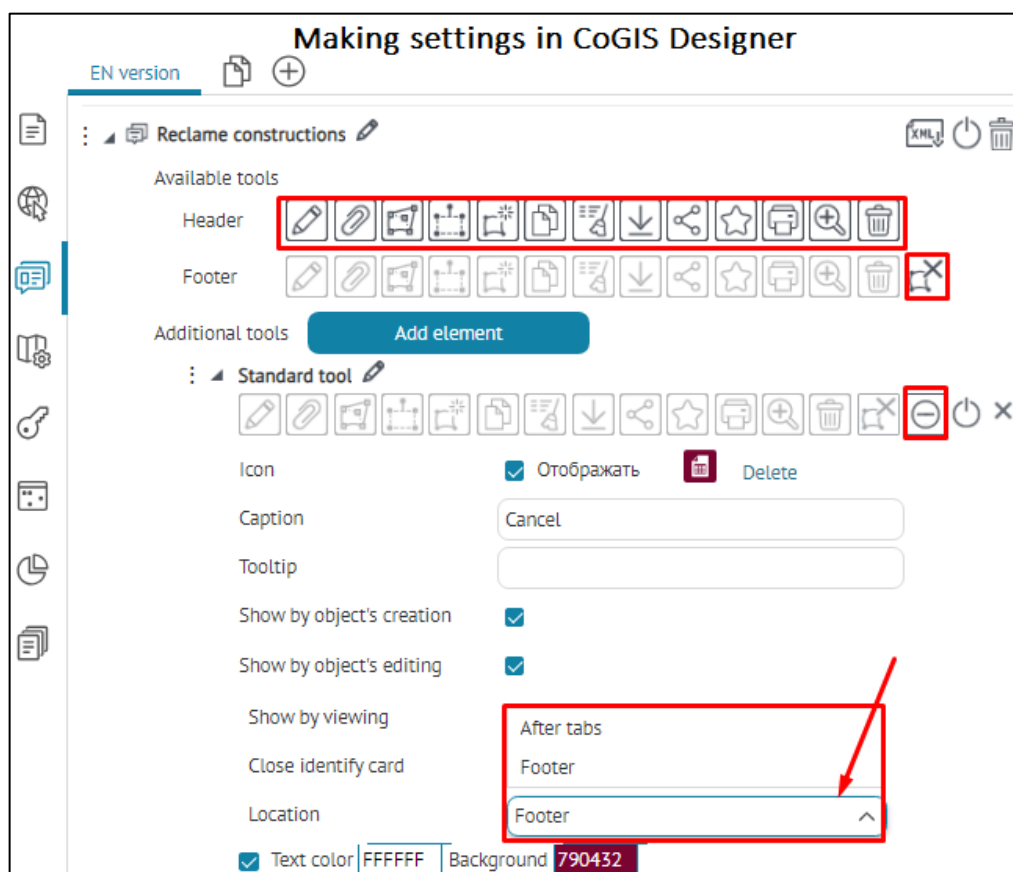 Making settings in CoGIS Designer
EN version
Reclame constructions
XML
Available tools
Header
Footer
Additional tools Add element
Standard tool
Icon Отображать Delete
Caption Cancel
Tooltip
Show by object's creation
Show by object's editing
Show by viewing After tabs
Close identify card Footer
Location Footer
Text color FFFFFF Background 790432